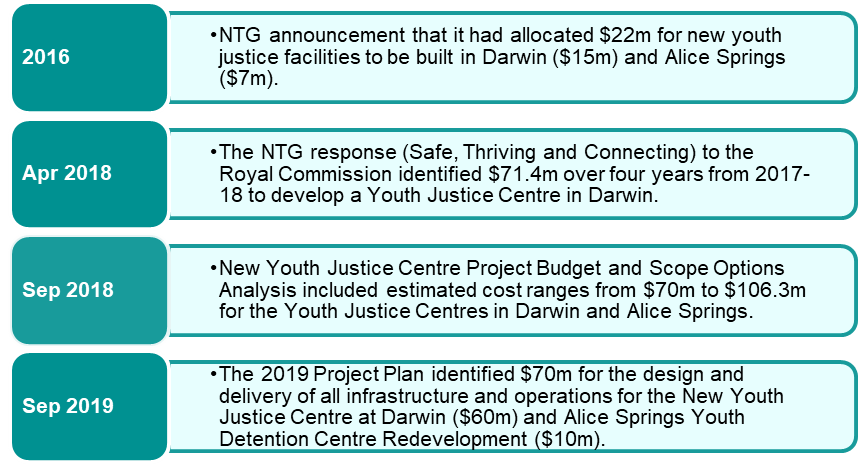 2016
•NTG announcement that it had allocated $22m for new youth
justice facilities to be built in Darwin ($15m) and Alice Springs
($7m).
Apr 2018
•The NTG response (Safe, Thriving and Connecting) to the
Royal Commission identified $71.4m over four years from 2017-
18 to develop a Youth Justice Centre in Darwin.
Sep 2018
•New Youth Justice Centre Project Budget and Scope Options
Analysis included estimated cost ranges from $70m to $106.3m
for the Youth Justice Centres in Darwin and Alice Springs.
Sep 2019
•The 2019 Project Plan identified $70m for the design and
delivery of all infrastructure and operations for the New Youth
Justice Centre at Darwin ($60m) and Alice Springs Youth
Detention Centre Redevelopment ($10m).